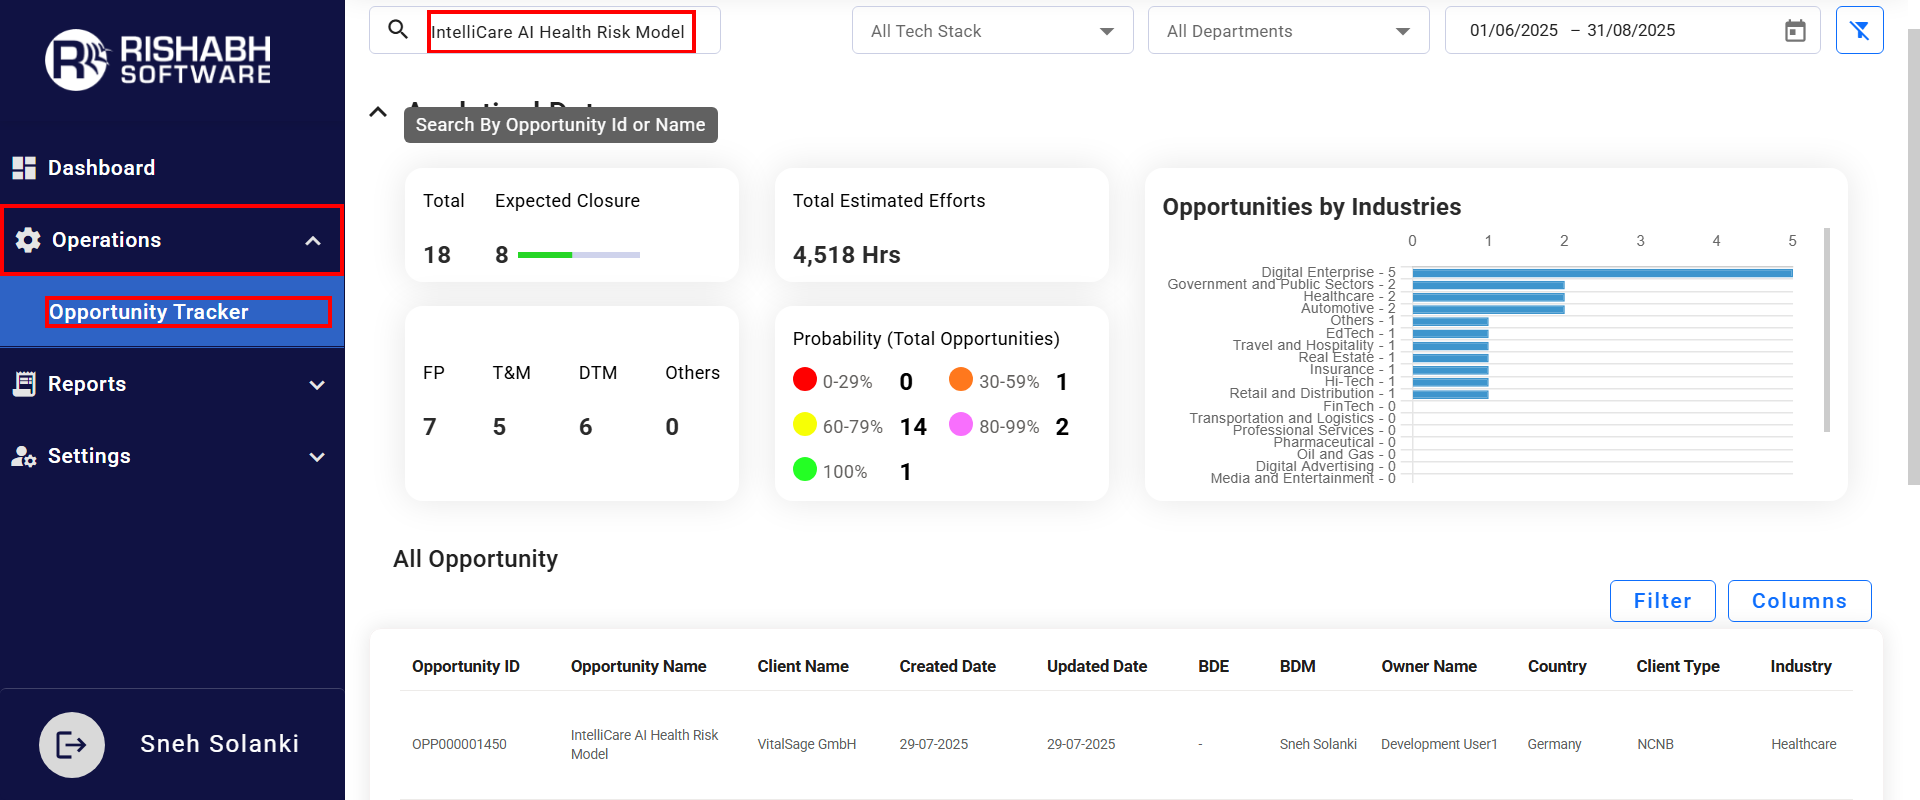 RISHABH
SOFTWARE
Dashboard
Operations
Opportunity Tracker
Reports
Settings
Sneh Solanki
IntelliCare AI Health Risk Model
All Tech Stack
All Departments
01/06/2025 – 31/08/2025
Search By Opportunity Id or Name
Total Expected Closure
18 8
Total Estimated Efforts
4,518 Hrs
FP T&M DTM Others
7 5 6 0
Probability (Total Opportunities)
0-29% 0 30-59% 1
60-79% 14 80-99% 2
100% 1
Opportunities by Industries
0 1 2 3 4 5
Digital Enterprise - 5
Government and Public Sectors - 2
Healthcare - 2
Automotive - 2
Others - 1
EdTech - 1
Travel and Hospitality - 1
Real Estate - 1
Insurance - 1
Hi-Tech - 1
Retail and Distribution - 1
FinTech - 0
Transportation and Logistics - 0
Professional Services - 0
Pharmaceutical - 0
Oil and Gas - 0
Digital Advertising - 0
Media and Entertainment - 0
All Opportunity
Filter Columns
Opportunity ID Opportunity Name Client Name Created Date Updated Date BDE BDM Owner Name Country Client Type Industry
OPP000001450 IntelliCare AI Health Risk Model VitalSage GmbH 29-07-2025 29-07-2025 - Sneh Solanki Development User1 Germany NCNB Healthcare